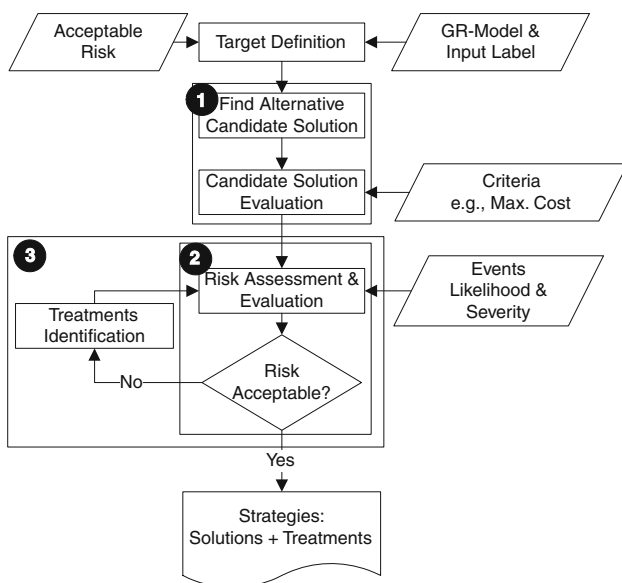 Acceptable
Risk
Target Definition
GR-Model &
Input Label
1
Find Alternative
Candidate Solution
Candidate Solution
Evaluation
Criteria
e.g., Max. Cost
3
2
Risk Assessment &
Evaluation
Events
Likelihood &
Severity
Treatments
Identification
Risk
Acceptable?
No
Yes
Strategies:
Solutions + Treatments